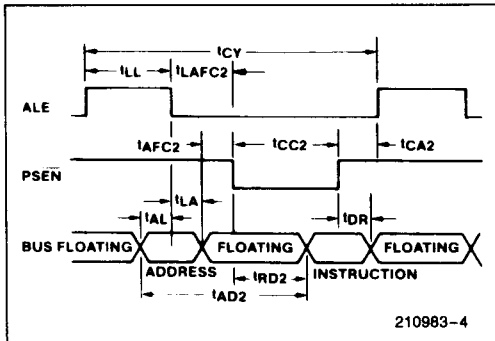 tCY
tLL tLAFC2
ALE
tAFC2 tCC2 tCA2
PSEN
tLA
tAL tDR
BUS FLOATING FLOATING FLOATING
ADDRESS tRD2 INSTRUCTION
tAD2
210983-4